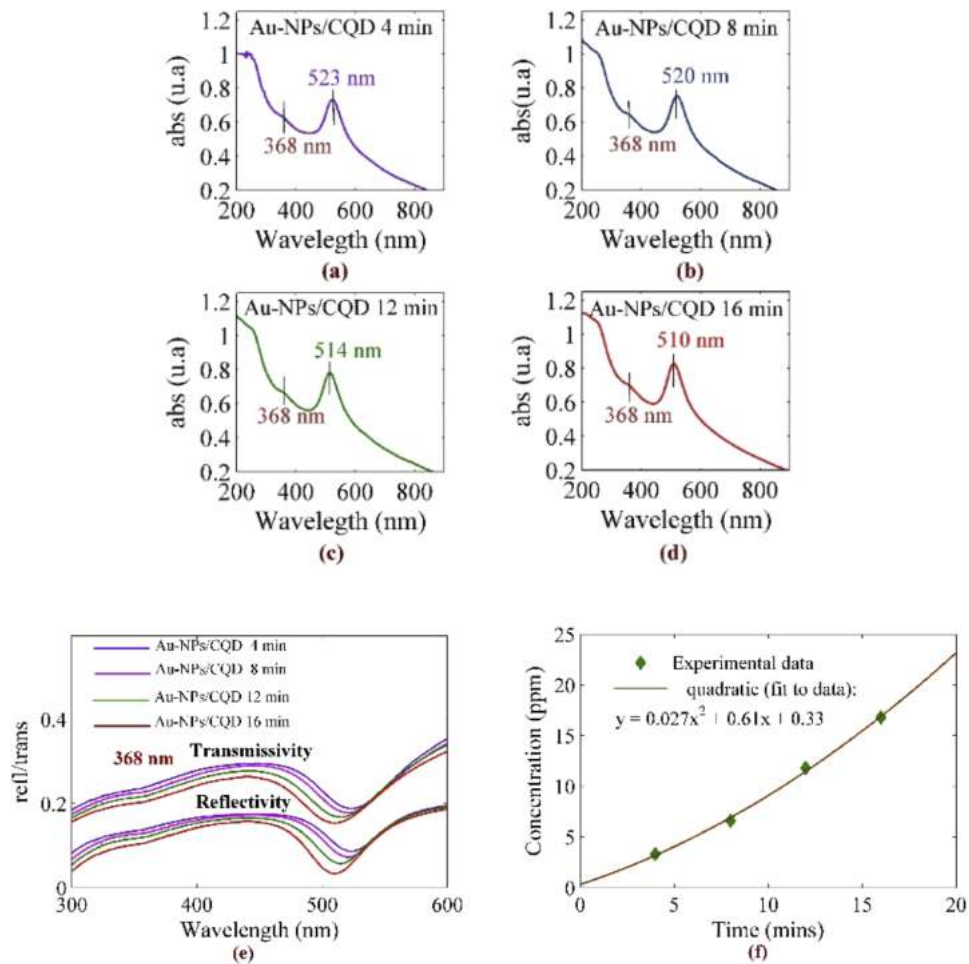 Au-NPs/CQD 4 min
523 nm
368 nm
abs (u.a)
1.2
1
0.8
0.6
0.4
0.2
200 400 600 800
Wavelegth (nm)
(a)
Au-NPs/CQD 8 min
520 nm
368 nm
abs(u.a)
1.2
1
0.8
0.6
0.4
0.2
200 400 600 800
Wavelegth (nm)
(b)
Au-NPs/CQD 12 min
514 nm
368 nm
abs (u.a)
1.2
1
0.8
0.6
0.4
0.2
200 400 600 800
Wavelegth (nm)
(c)
Au-NPs/CQD 16 min
510 nm
368 nm
abs (u.a)
1.2
1
0.8
0.6
0.4
0.2
200 400 600 800
Wavelegth (nm)
(d)
Au-NPs/CQD 4 min
Au-NPs/CQD 8 min
Au-NPs/CQD 12 min
Au-NPs/CQD 16 min
368 nm
Transmissivity
Reflectivity
refl/trans
0.4
0.2
0
300 400 500 600
Wavelength (nm)
(e)
Experimental data
quadratic (fit to data):
y = 0.027x² + 0.61x + 0.33
Concentration (ppm)
25
20
15
10
5
0
0 5 10 15 20
Time (mins)
(f)